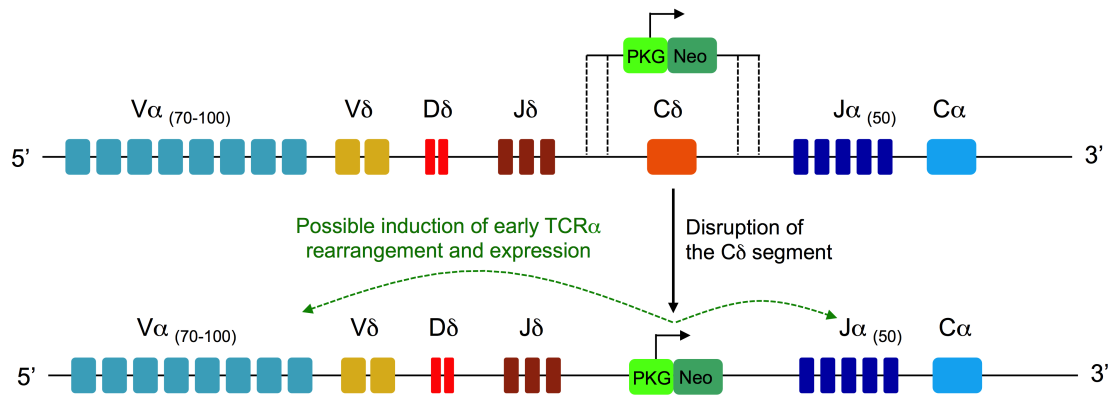 PKG Neo
Vα (70-100) Vδ Dδ Jδ Cδ Jα (50) Cα
5’ 3’
Possible induction of early TCRα
rearrangement and expression
Disruption of
the Cδ segment
Vα (70-100) Vδ Dδ Jδ Jα (50) Cα
5’ PKG Neo 3’